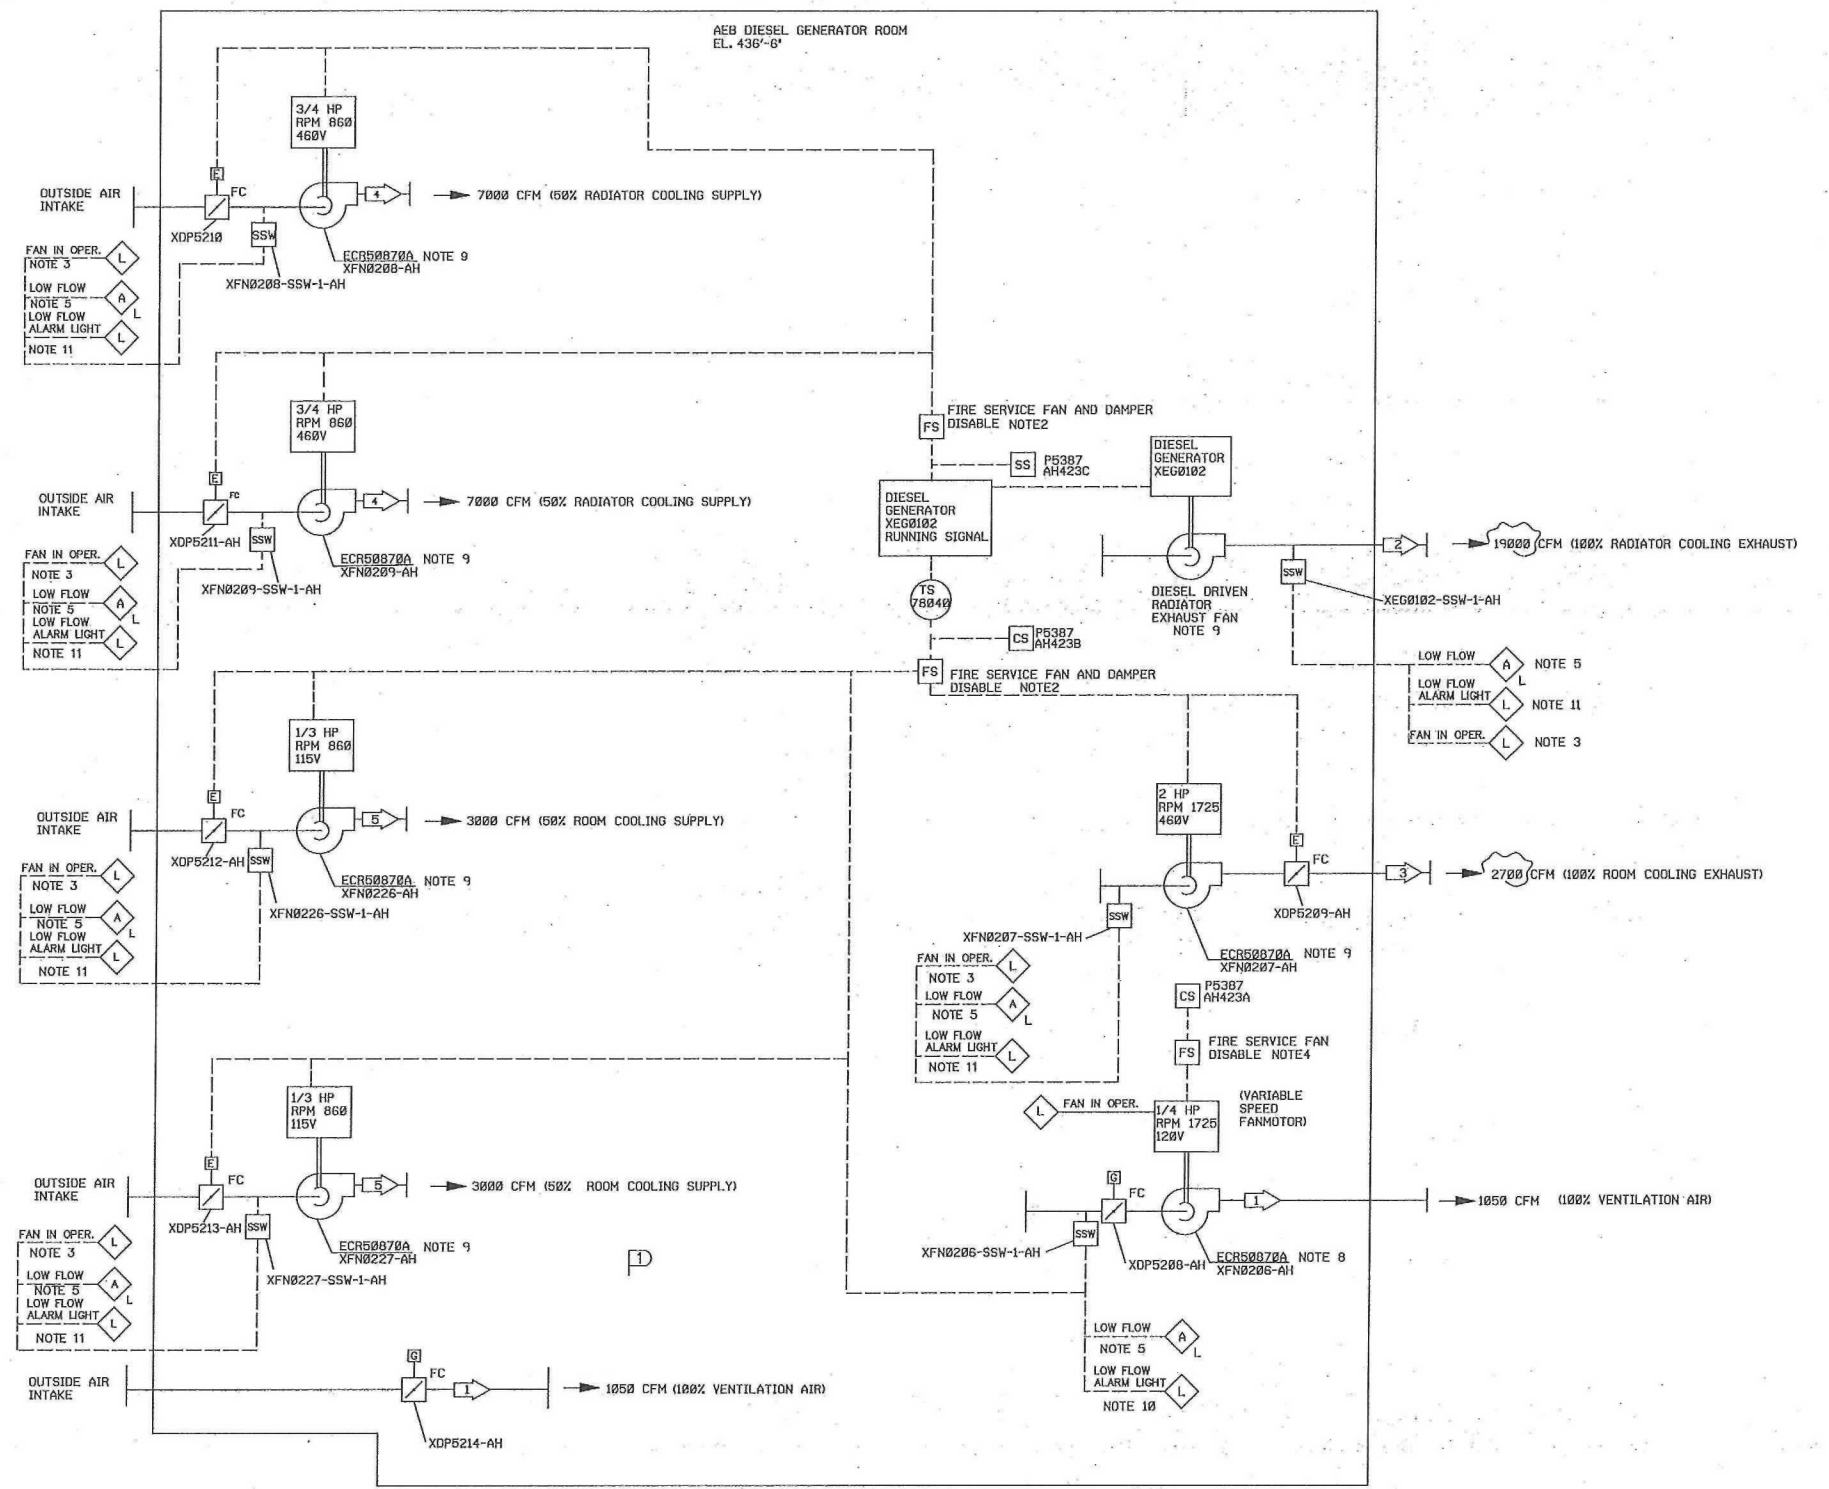 AEB DIESEL GENERATOR ROOM
EL. 436'-6"
3/4 HP
RPM 860
460V
E
FC
OUTSIDE AIR
INTAKE
4
7000 CFM (50% RADIATOR COOLING SUPPLY)
XDP5210
SSW
FAN IN OPER.
L
NOTE 3
ECR50870A NOTE 9
XFN0208-AH
XFN0208-SSW-1-AH
LOW FLOW
A
L
NOTE 5
LOW FLOW
ALARM LIGHT
L
NOTE 11
3/4 HP
RPM 860
460V
E
FC
OUTSIDE AIR
INTAKE
4
7000 CFM (50% RADIATOR COOLING SUPPLY)
XDP5211-AH
SSW
FAN IN OPER.
L
NOTE 3
ECR50870A NOTE 9
XFN0209-AH
XFN0209-SSW-1-AH
LOW FLOW
A
L
NOTE 5
LOW FLOW
ALARM LIGHT
L
NOTE 11
FS
FIRE SERVICE FAN AND DAMPER
DISABLE NOTE2
SS
P5387
AH423C
DIESEL
GENERATOR
XEG0102
DIESEL
GENERATOR
XEG0102
RUNNING SIGNAL
2
19000 CFM (100% RADIATOR COOLING EXHAUST)
SSW
XEG0102-SSW-1-AH
DIESEL DRIVEN
RADIATOR
EXHAUST FAN
NOTE 9
TS
78040
CS
P5387
AH423B
FS
FIRE SERVICE FAN AND DAMPER
DISABLE NOTE2
LOW FLOW
A
L
NOTE 5
LOW FLOW
ALARM LIGHT
L
NOTE 11
FAN IN OPER.
L
NOTE 3
1/3 HP
RPM 860
115V
E
FC
OUTSIDE AIR
INTAKE
5
3000 CFM (50% ROOM COOLING SUPPLY)
XDP5212-AH
SSW
FAN IN OPER.
L
NOTE 3
ECR50870A NOTE 9
XFN0226-AH
XFN0226-SSW-1-AH
LOW FLOW
A
L
NOTE 5
LOW FLOW
ALARM LIGHT
L
NOTE 11
2 HP
RPM 1725
460V
E
FC
3
2700 CFM (100% ROOM COOLING EXHAUST)
XDP5209-AH
SSW
XFN0207-SSW-1-AH
ECR50870A NOTE 9
XFN0207-AH
FAN IN OPER.
L
NOTE 3
LOW FLOW
A
L
NOTE 5
LOW FLOW
ALARM LIGHT
L
NOTE 11
CS
P5387
AH423A
FS
FIRE SERVICE FAN
DISABLE NOTE4
L
FAN IN OPER.
1/4 HP
RPM 1725
120V
(VARIABLE
SPEED
FANMOTOR)
1/3 HP
RPM 860
115V
E
FC
OUTSIDE AIR
INTAKE
5
3000 CFM (50% ROOM COOLING SUPPLY)
XDP5213-AH
SSW
FAN IN OPER.
L
NOTE 3
ECR50870A NOTE 9
XFN0227-AH
XFN0227-SSW-1-AH
LOW FLOW
A
L
NOTE 5
LOW FLOW
ALARM LIGHT
L
NOTE 11
1
G
FC
1
1050 CFM (100% VENTILATION AIR)
SSW
XFN0206-SSW-1-AH
XDP5208-AH
ECR50870A NOTE 8
XFN0206-AH
LOW FLOW
A
L
NOTE 5
LOW FLOW
ALARM LIGHT
L
NOTE 10
OUTSIDE AIR
INTAKE
G
FC
1
1050 CFM (100% VENTILATION AIR)
XDP5214-AH